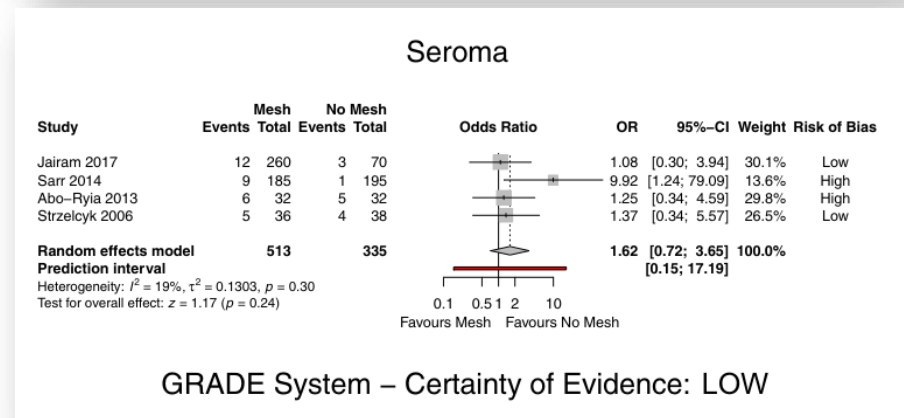 Seroma
Mesh No Mesh
Study Events Total Events Total Odds Ratio OR 95%−CI Weight Risk of Bias
Jairam 2017 12 260 3 70 1.08 [0.30; 3.94] 30.1% Low
Sarr 2014 9 185 1 195 9.92 [1.24; 79.09] 13.6% High
Abo−Ryia 2013 6 32 5 32 1.25 [0.34; 4.59] 29.8% High
Strzelcyk 2006 5 36 4 38 1.37 [0.34; 5.57] 26.5% Low
Random effects model 513 335 1.62 [0.72; 3.65] 100.0%
Prediction interval [0.15; 17.19]
Heterogeneity: I² = 19%, τ² = 0.1303, p = 0.30
Test for overall effect: z = 1.17 (p = 0.24)
0.1 0.5 1 2 10
Favours Mesh Favours No Mesh
GRADE System − Certainty of Evidence: LOW